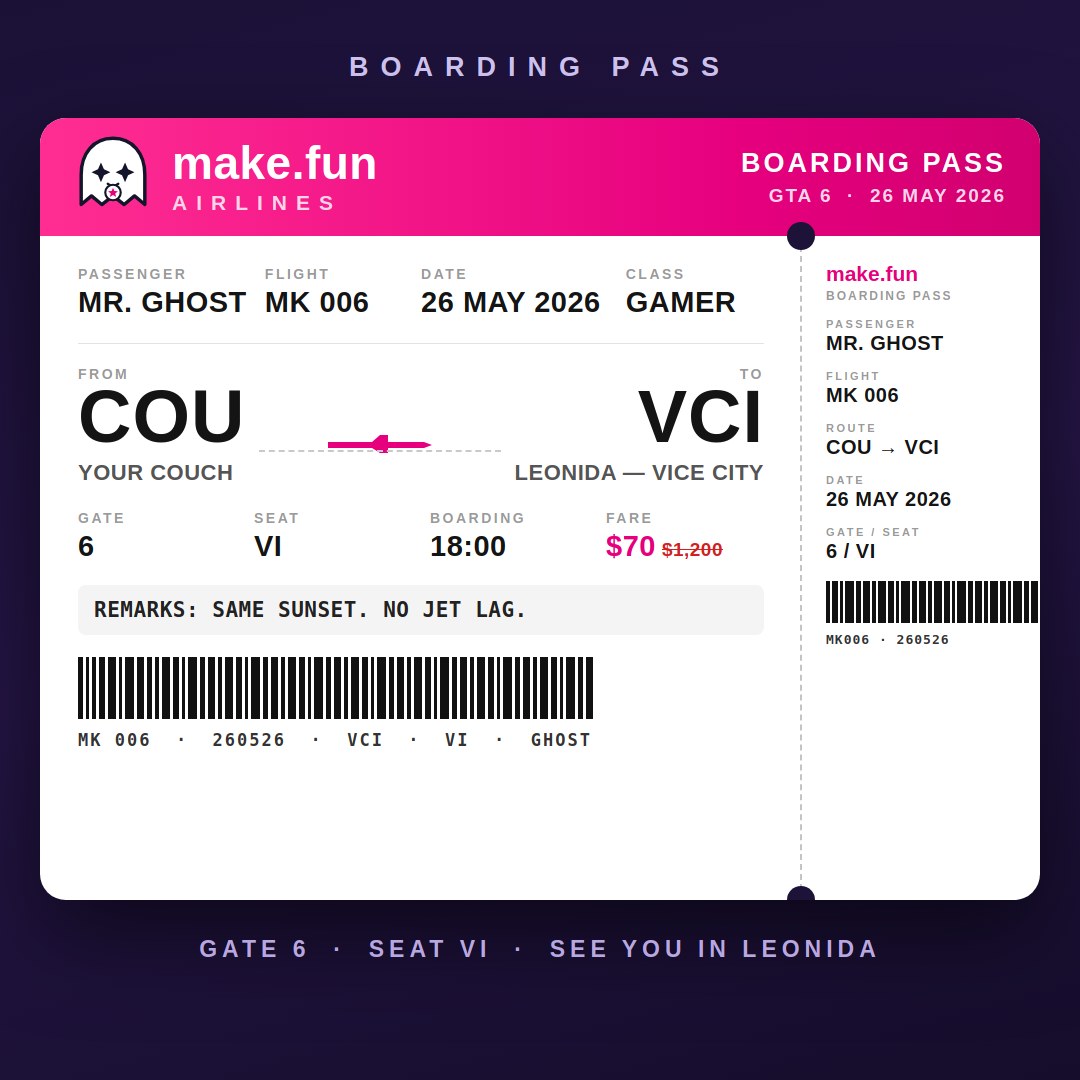 BOARDING PASS
make.fun
AIRLINES
BOARDING PASS
GTA 6 · 26 MAY 2026
PASSENGER FLIGHT DATE CLASS
MR. GHOST MK 006 26 MAY 2026 GAMER
FROM TO
COU VCI
YOUR COUCH LEONIDA — VICE CITY
GATE SEAT BOARDING FARE
6 VI 18:00 $70 $1,200
REMARKS: SAME SUNSET. NO JET LAG.
MK 006 · 260526 · VCI · VI · GHOST
make.fun
BOARDING PASS
PASSENGER
MR. GHOST
FLIGHT
MK 006
ROUTE
COU → VCI
DATE
26 MAY 2026
GATE / SEAT
6 / VI
MK006 · 260526
GATE 6 · SEAT VI · SEE YOU IN LEONIDA